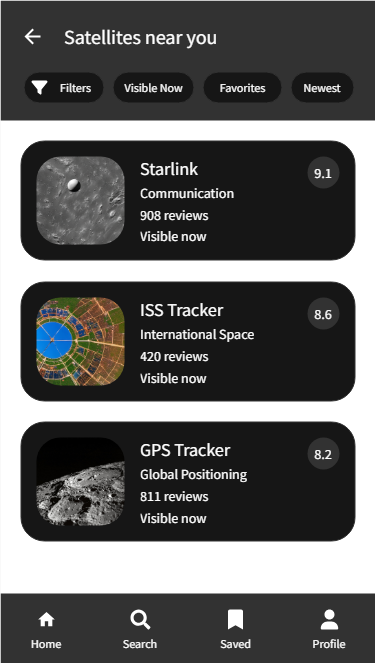 Satellites near you
Filters
Visible Now
Favorites
Newest
Starlink
9.1
Communication
908 reviews
Visible now
ISS Tracker
8.6
International Space
420 reviews
Visible now
GPS Tracker
8.2
Global Positioning
811 reviews
Visible now
Home
Search
Saved
Profile